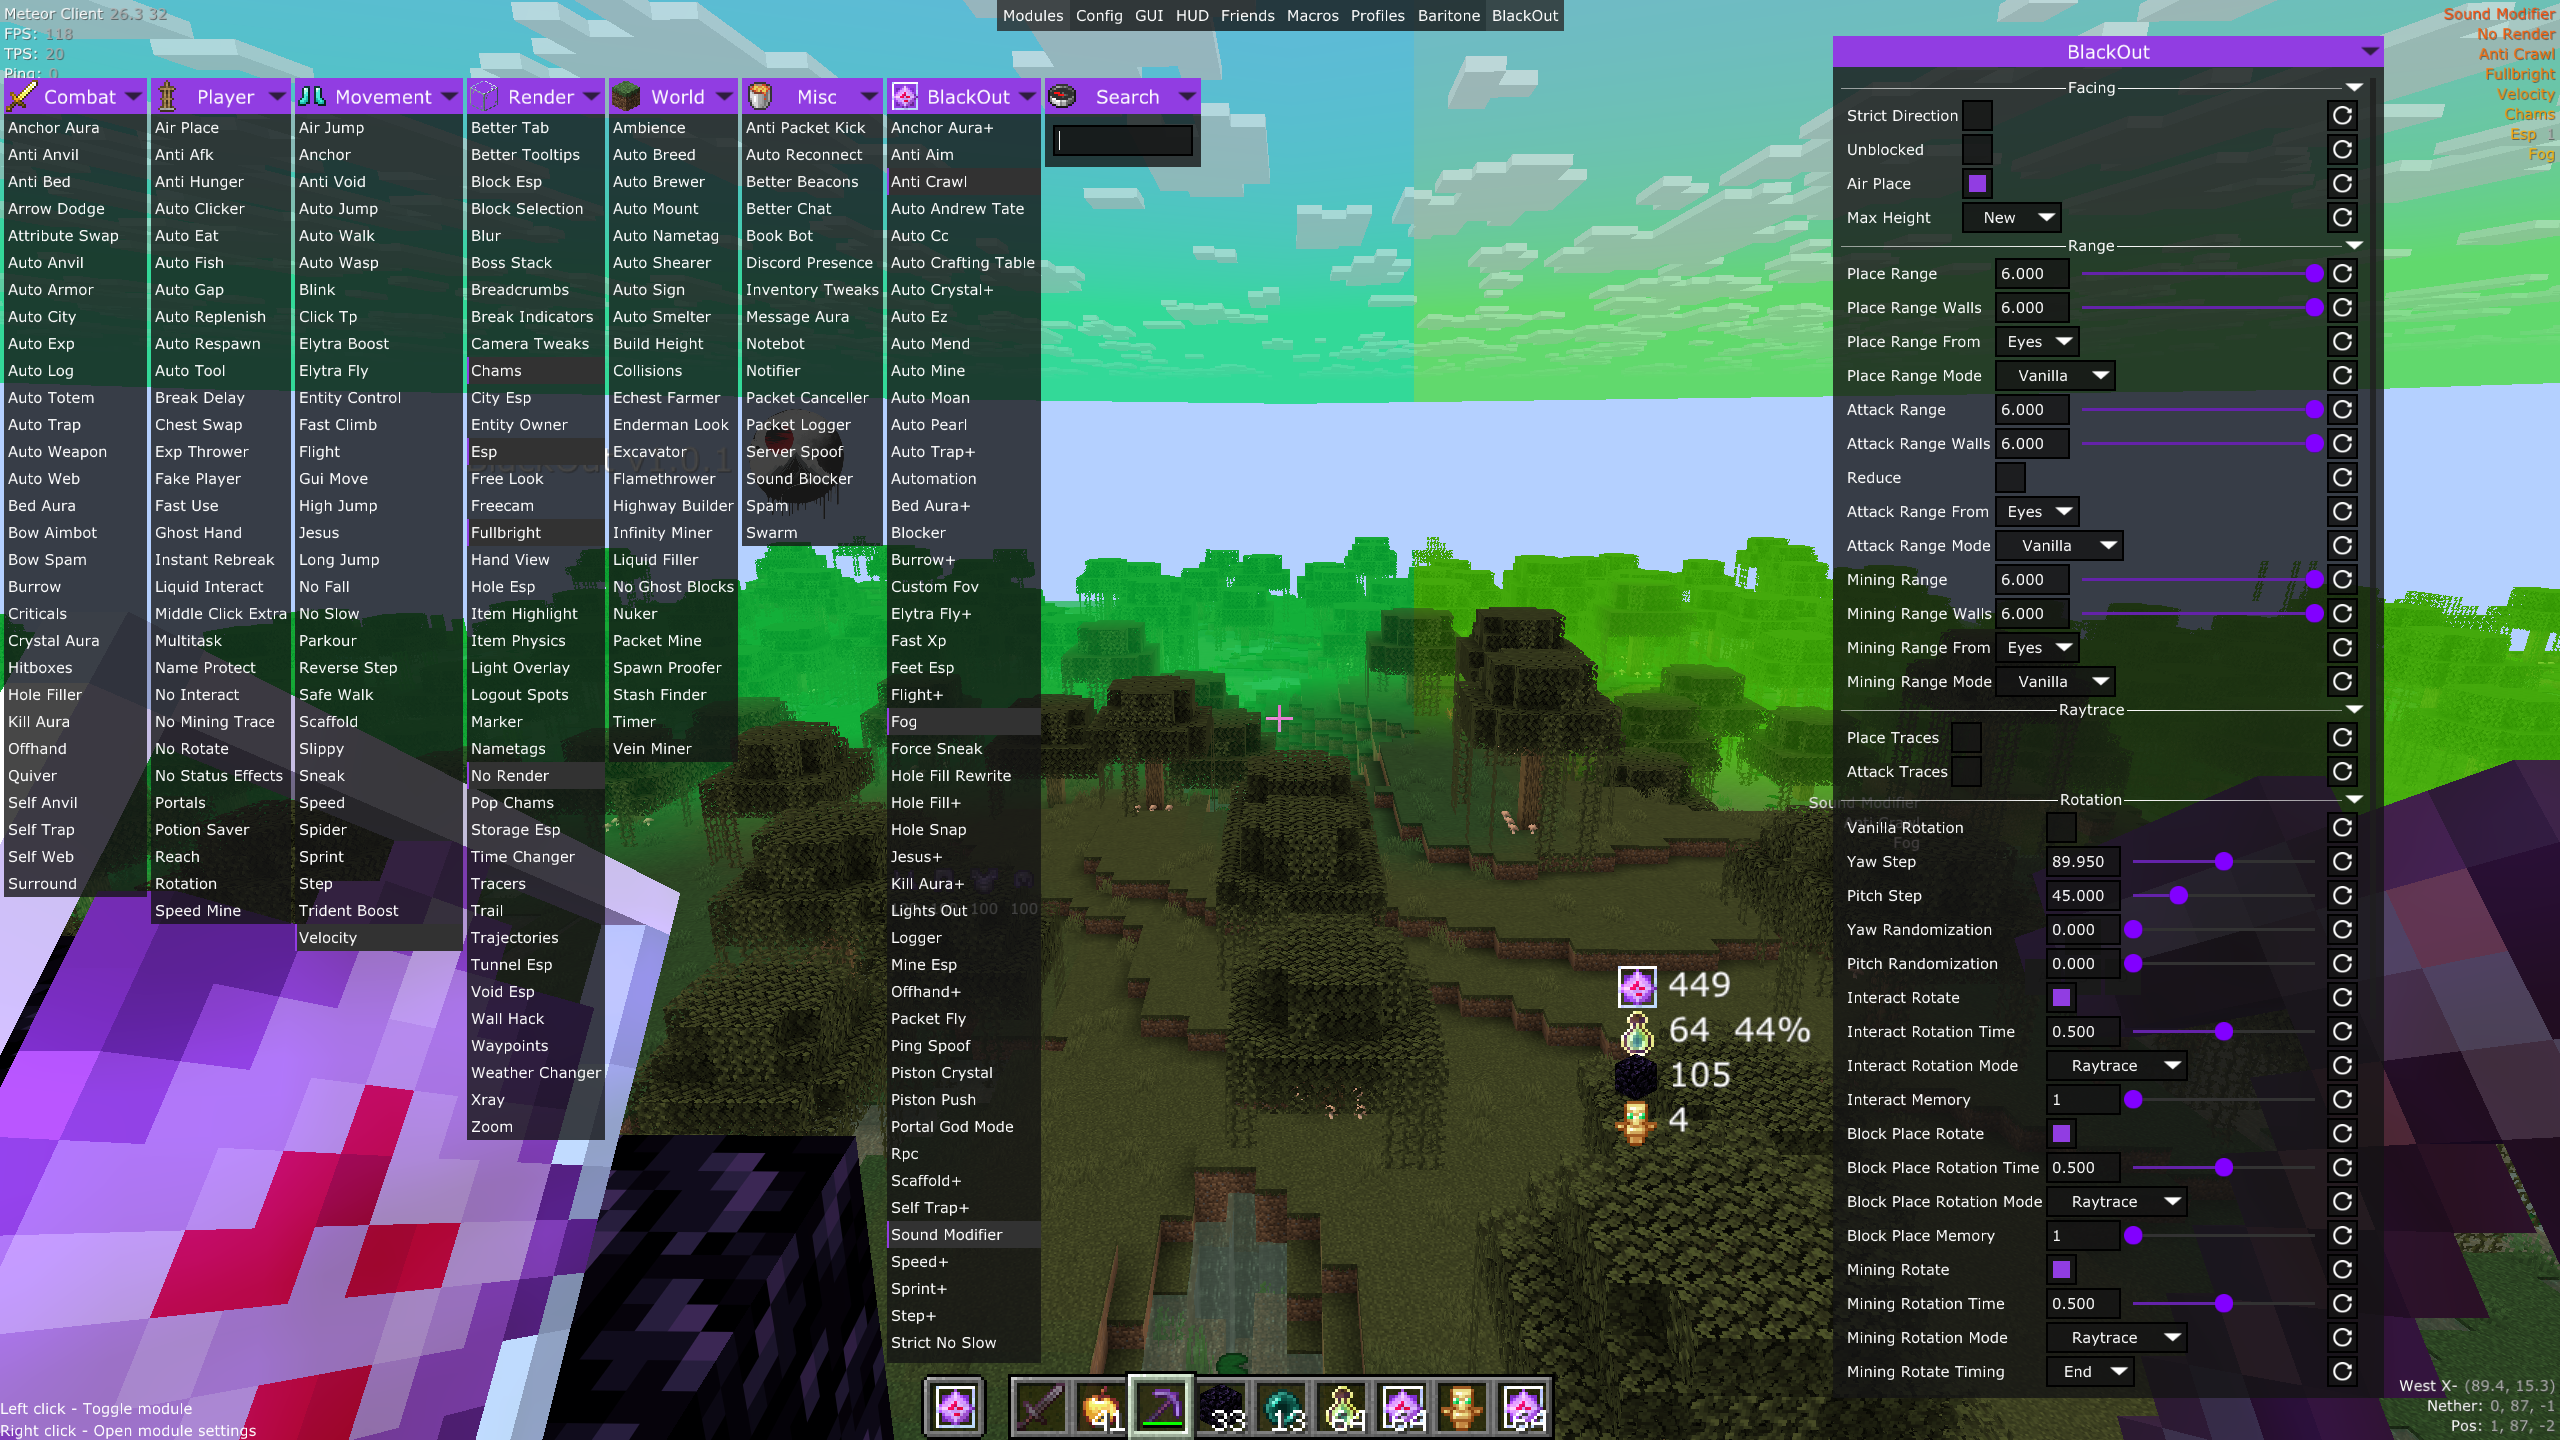 Meteor Client 26.3 32
FPS: 118
TPS: 20
Ping: 0
Modules Config GUI HUD Friends Macros Profiles Baritone BlackOut
Sound Modifier
No Render
Anti Crawl
Fullbright
Velocity
Chams
Esp 1
Fog
Combat
Anchor Aura
Anti Anvil
Anti Bed
Arrow Dodge
Attribute Swap
Auto Anvil
Auto Armor
Auto City
Auto Exp
Auto Log
Auto Totem
Auto Trap
Auto Weapon
Auto Web
Bed Aura
Bow Aimbot
Bow Spam
Burrow
Criticals
Crystal Aura
Hitboxes
Hole Filler
Kill Aura
Offhand
Quiver
Self Anvil
Self Trap
Self Web
Surround
Player
Air Place
Anti Afk
Anti Hunger
Auto Clicker
Auto Eat
Auto Fish
Auto Gap
Auto Replenish
Auto Respawn
Auto Tool
Break Delay
Chest Swap
Exp Thrower
Fake Player
Fast Use
Ghost Hand
Instant Rebreak
Liquid Interact
Middle Click Extra
Multitask
Name Protect
No Interact
No Mining Trace
No Rotate
No Status Effects
Portals
Potion Saver
Reach
Rotation
Speed Mine
Movement
Air Jump
Anchor
Anti Void
Auto Jump
Auto Walk
Auto Wasp
Blink
Click Tp
Elytra Boost
Elytra Fly
Entity Control
Fast Climb
Flight
Gui Move
High Jump
Jesus
Long Jump
No Fall
No Slow
Parkour
Reverse Step
Safe Walk
Scaffold
Slippy
Sneak
Speed
Spider
Sprint
Step
Trident Boost
Velocity
Render
Better Tab
Better Tooltips
Block Esp
Block Selection
Blur
Boss Stack
Breadcrumbs
Break Indicators
Camera Tweaks
Chams
City Esp
Entity Owner
Esp
Free Look
Freecam
Fullbright
Hand View
Hole Esp
Item Highlight
Item Physics
Light Overlay
Logout Spots
Marker
Nametags
No Render
Pop Chams
Storage Esp
Time Changer
Tracers
Trail
Trajectories
Tunnel Esp
Void Esp
Wall Hack
Waypoints
Weather Changer
Xray
Zoom
World
Ambience
Auto Breed
Auto Brewer
Auto Mount
Auto Nametag
Auto Shearer
Auto Sign
Auto Smelter
Build Height
Collisions
Echest Farmer
Enderman Look
Excavator
Flamethrower
Highway Builder
Infinity Miner
Liquid Filler
No Ghost Blocks
Nuker
Packet Mine
Spawn Proofer
Stash Finder
Timer
Vein Miner
Misc
Anti Packet Kick
Auto Reconnect
Better Beacons
Better Chat
Book Bot
Discord Presence
Inventory Tweaks
Message Aura
Notebot
Notifier
Packet Canceller
Packet Logger
Server Spoof
Sound Blocker
Spam
Swarm
BlackOut
Anchor Aura+
Anti Aim
Anti Crawl
Auto Andrew Tate
Auto Cc
Auto Crafting Table
Auto Crystal+
Auto Ez
Auto Mend
Auto Mine
Auto Moan
Auto Pearl
Auto Trap+
Automation
Bed Aura+
Blocker
Burrow+
Custom Fov
Elytra Fly+
Fast Xp
Feet Esp
Flight+
Fog
Force Sneak
Hole Fill Rewrite
Hole Fill+
Hole Snap
Jesus+
Kill Aura+
Lights Out
Logger
Mine Esp
Offhand+
Packet Fly
Ping Spoof
Piston Crystal
Piston Push
Portal God Mode
Rpc
Scaffold+
Self Trap+
Sound Modifier
Speed+
Sprint+
Step+
Strict No Slow
Search
BlackOut v1.0.1
100 100
Sound Modifier
Anti Crawl
Fog
449
64 44%
105
4
BlackOut
Facing
Strict Direction
Unblocked
Air Place
Max Height New
Range
Place Range 6.000
Place Range Walls 6.000
Place Range From Eyes
Place Range Mode Vanilla
Attack Range 6.000
Attack Range Walls 6.000
Reduce
Attack Range From Eyes
Attack Range Mode Vanilla
Mining Range 6.000
Mining Range Walls 6.000
Mining Range From Eyes
Mining Range Mode Vanilla
Raytrace
Place Traces
Attack Traces
Rotation
Vanilla Rotation
Yaw Step 89.950
Pitch Step 45.000
Yaw Randomization 0.000
Pitch Randomization 0.000
Interact Rotate
Interact Rotation Time 0.500
Interact Rotation Mode Raytrace
Interact Memory 1
Block Place Rotate
Block Place Rotation Time 0.500
Block Place Rotation Mode Raytrace
Block Place Memory 1
Mining Rotate
Mining Rotation Time 0.500
Mining Rotation Mode Raytrace
Mining Rotate Timing End
Left click - Toggle module
Right click - Open module settings
41 33 13 64 64 64
West X- (89.4, 15.3)
Nether: 0, 87, -1
Pos: 1, 87, -2